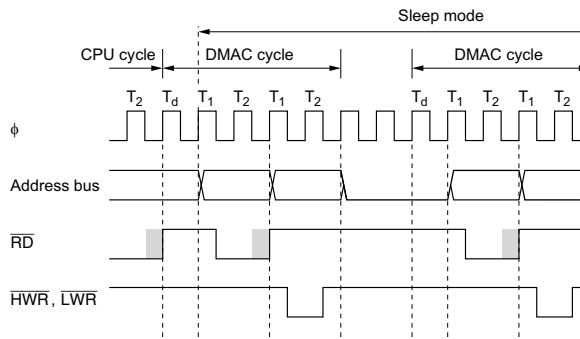 Sleep mode
CPU cycle DMAC cycle DMAC cycle
T2 Td T1 T2 T1 T2 Td T1 T2 T1 T2
ϕ
Address bus
RD
HWR, LWR